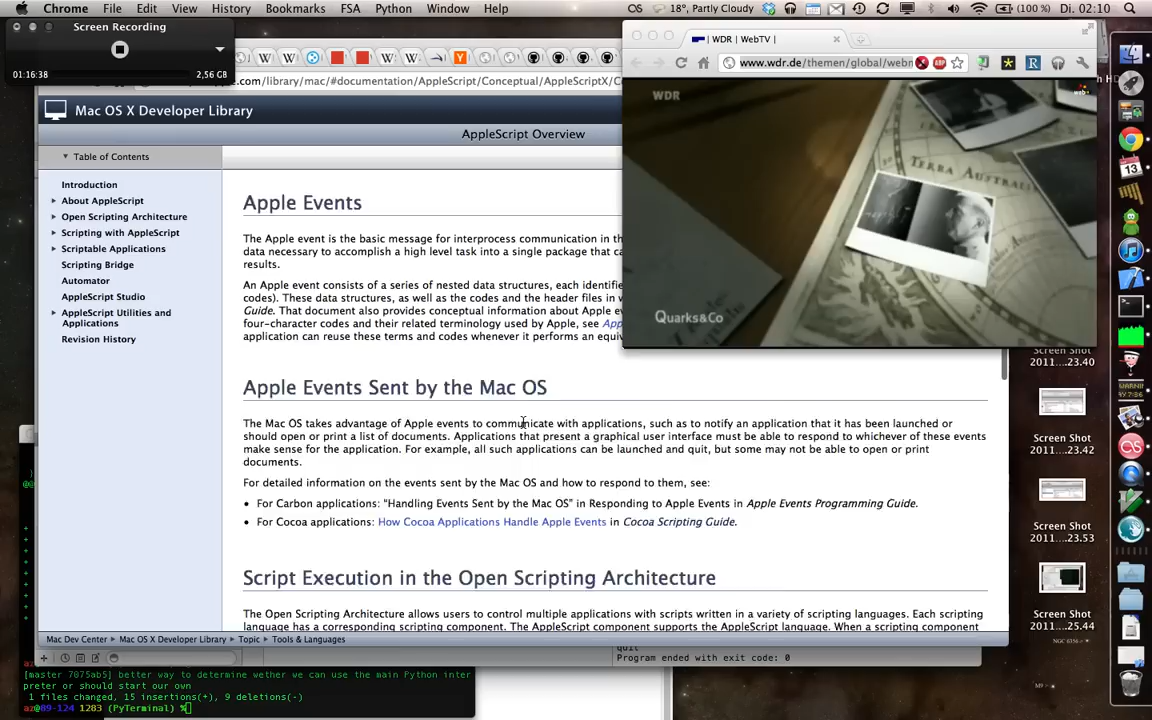 Chrome File Edit View History Bookmarks FSA Python Window Help
OS 18°, Partly Cloudy (100 %) Di. 02:10
Screen Recording
01:16:38 2,56 GB
.com/library/mac/#documentation/AppleScript/Conceptual/AppleScriptX/C
Mac OS X Developer Library
AppleScript Overview
Table of Contents
Introduction
About AppleScript
Open Scripting Architecture
Scripting with AppleScript
Scriptable Applications
Scripting Bridge
Automator
AppleScript Studio
AppleScript Utilities and
Applications
Revision History
Apple Events
The Apple event is the basic message for interprocess communication in th
data necessary to accomplish a high level task into a single package that ca
results.
An Apple event consists of a series of nested data structures, each identifie
codes). These data structures, as well as the codes and the header files in
Guide. That document also provides conceptual information about Apple ev
four-character codes and their related terminology used by Apple, see App
application can reuse these terms and codes whenever it performs an equiv
Apple Events Sent by the Mac OS
The Mac OS takes advantage of Apple events to communicate with applications, such as to notify an application that it has been launched or
should open or print a list of documents. Applications that present a graphical user interface must be able to respond to whichever of these events
make sense for the application. For example, all such applications can be launched and quit, but some may not be able to open or print
documents.
For detailed information on the events sent by the Mac OS and how to respond to them, see:
• For Carbon applications: “Handling Events Sent by the Mac OS” in Responding to Apple Events in Apple Events Programming Guide.
• For Cocoa applications: How Cocoa Applications Handle Apple Events in Cocoa Scripting Guide.
Script Execution in the Open Scripting Architecture
The Open Scripting Architecture allows users to control multiple applications with scripts written in a variety of scripting languages. Each scripting
language has a corresponding scripting component. The AppleScript component supports the AppleScript language. When a scripting component
Mac Dev Center Mac OS X Developer Library Topic Tools & Languages
| WDR | WebTV |
www.wdr.de/themen/global/webn
WDR
TERRA AUSTRALI
Quarks&Co
quit
Program ended with exit code: 0
[master 7075ab5] better way to determine wether we can use the main Python inter
preter or should start our own
1 files changed, 15 insertions(+), 9 deletions(-)
az@89-124 1283 (PyTerminal) %
Screen Shot
23.40
Screen Shot
2011....23.42
Screen Shot
2011....23.53
Screen Shot
2011....25.44